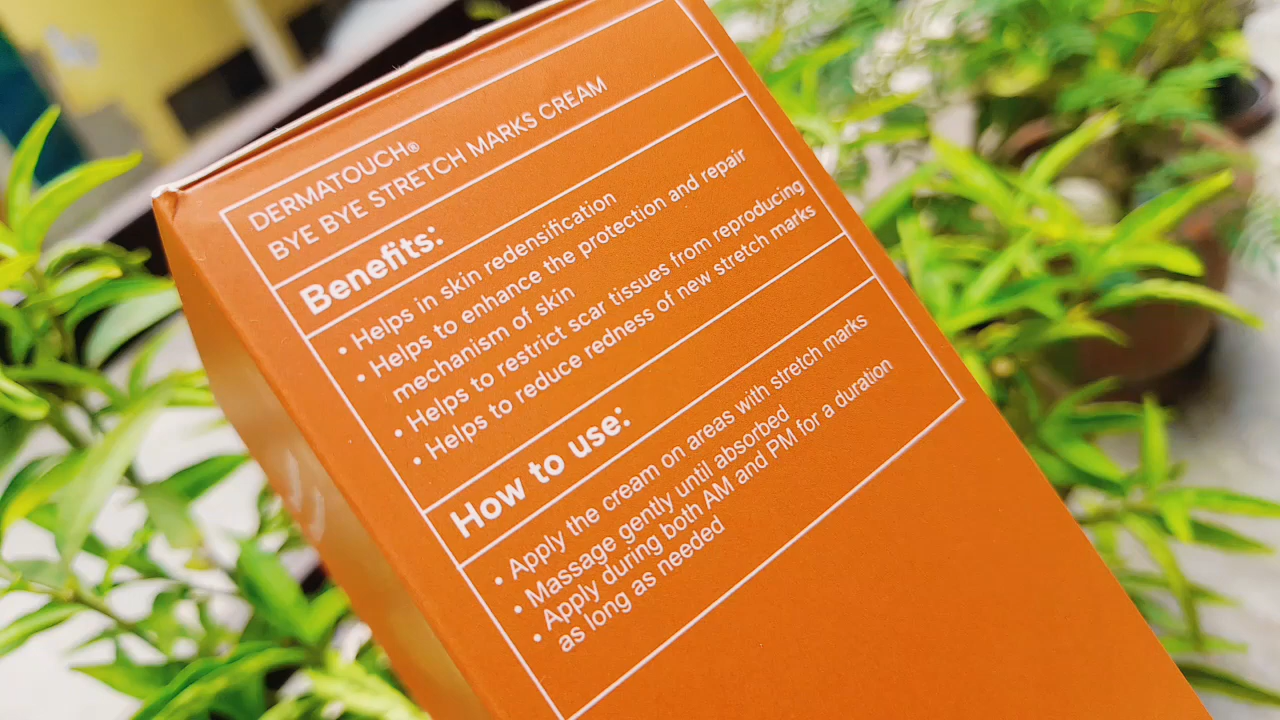 DERMATOUCH®
BYE BYE STRETCH MARKS CREAM
Benefits:
• Helps in skin redensification
• Helps to enhance the protection and repair
mechanism of skin
• Helps to restrict scar tissues from reproducing
• Helps to reduce redness of new stretch marks
How to use:
• Apply the cream on areas with stretch marks
• Massage gently until absorbed
• Apply during both AM and PM for a duration
as long as needed